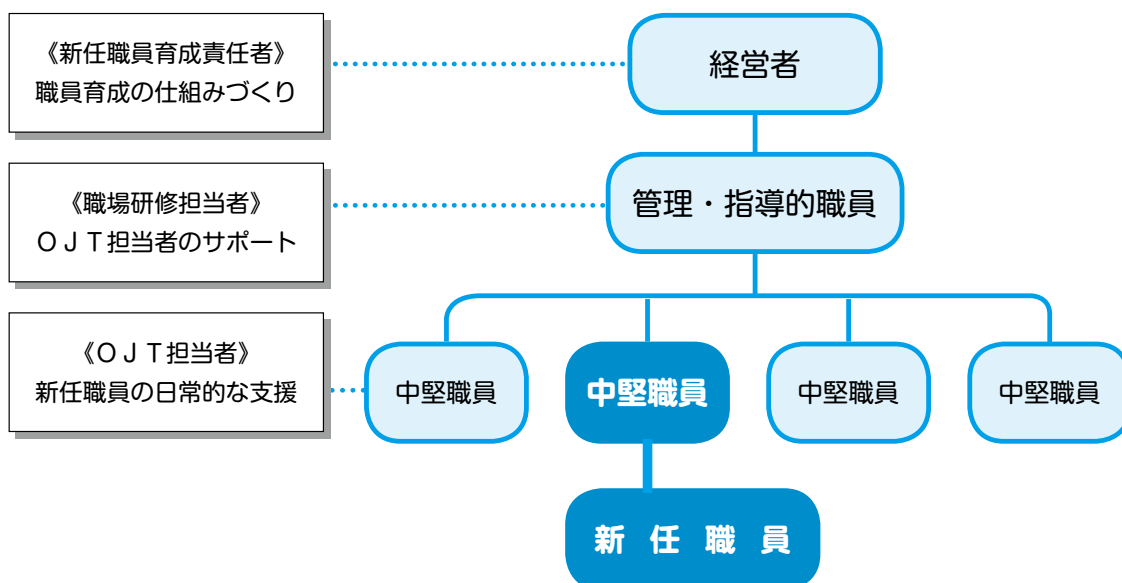 《新任職員育成責任者》
職員育成の仕組みづくり
経営者
《職場研修担当者》
ＯＪＴ担当者のサポート
管理・指導的職員
《ＯＪＴ担当者》
新任職員の日常的な支援
中堅職員
中堅職員
中堅職員
中堅職員
新任職員